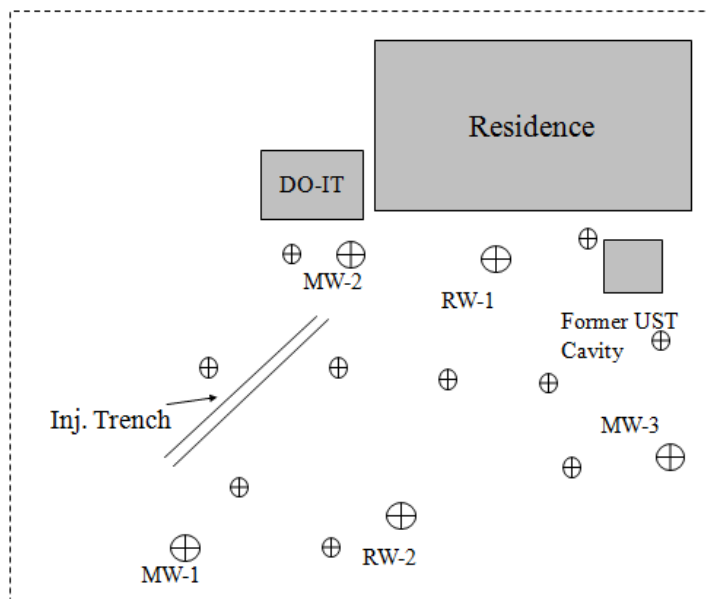 Residence
DO-IT
MW-2
RW-1
Former UST
Cavity
Inj. Trench
MW-3
RW-2
MW-1